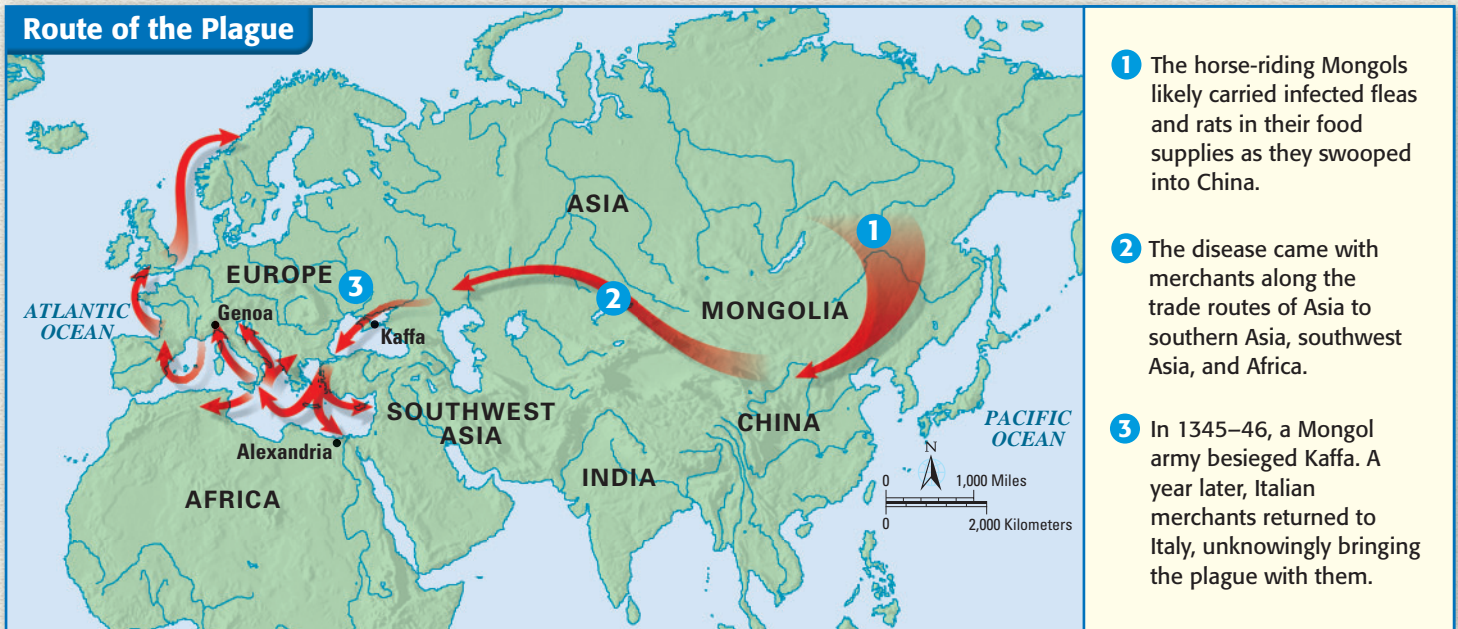 Route of the Plague
ASIA
1
EUROPE
3
2
MONGOLIA
ATLANTIC
OCEAN
Genoa
Kaffa
SOUTHWEST
ASIA
CHINA
PACIFIC
OCEAN
Alexandria
INDIA
AFRICA
N
0 1,000 Miles
0 2,000 Kilometers
1 The horse-riding Mongols
likely carried infected fleas
and rats in their food
supplies as they swooped
into China.
2 The disease came with
merchants along the
trade routes of Asia to
southern Asia, southwest
Asia, and Africa.
3 In 1345–46, a Mongol
army besieged Kaffa. A
year later, Italian
merchants returned to
Italy, unknowingly bringing
the plague with them.